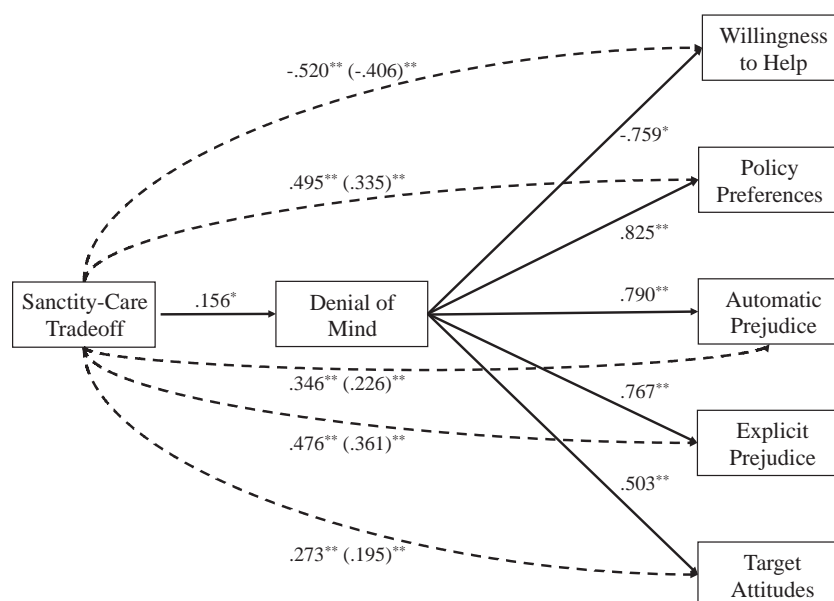 Willingness
to Help
-.520** (-.406)**
-.759*
.495** (.335)**
Policy
Preferences
.825**
Sanctity-Care
Tradeoff
.156*
Denial of
Mind
.790**
Automatic
Prejudice
.346** (.226)**
.767**
.476** (.361)**
Explicit
Prejudice
.503**
.273** (.195)**
Target
Attitudes